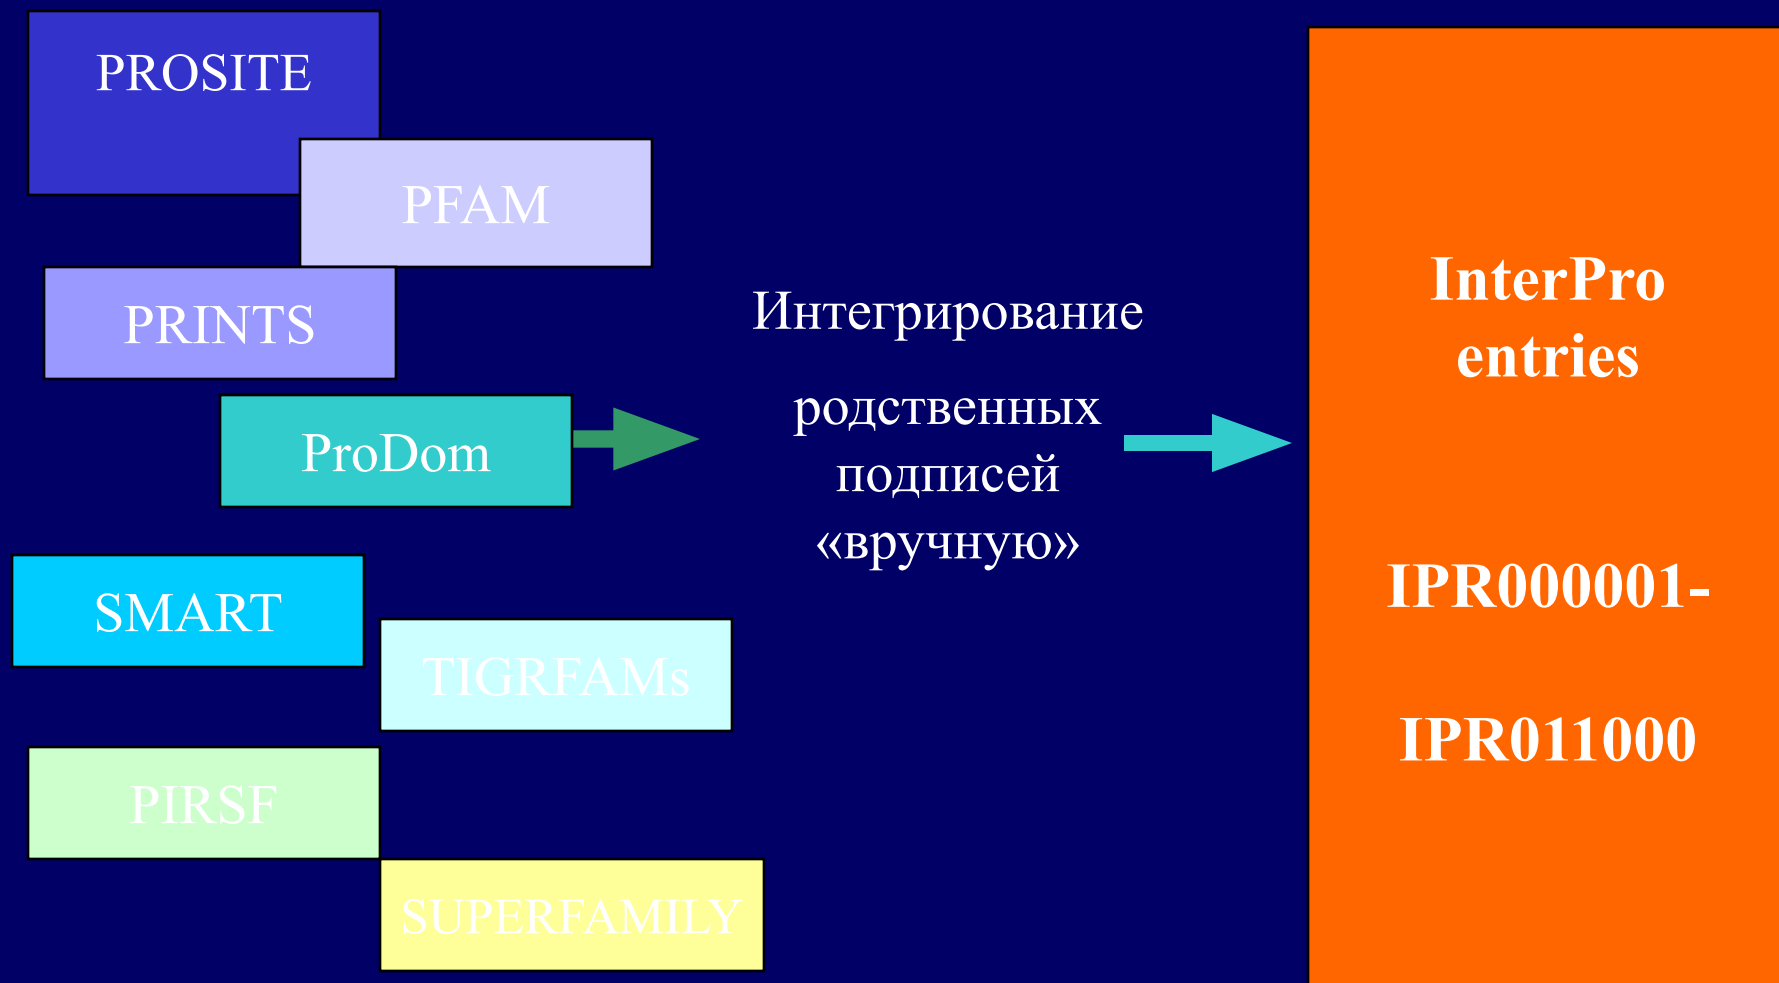 PROSITE
PFAM
PRINTS
ProDom
SMART
TIGRFAMs
PIRSF
SUPERFAMILY
Интегрирование
родственных
подписей
«вручную»
InterPro
entries
IPR000001-
IPR011000